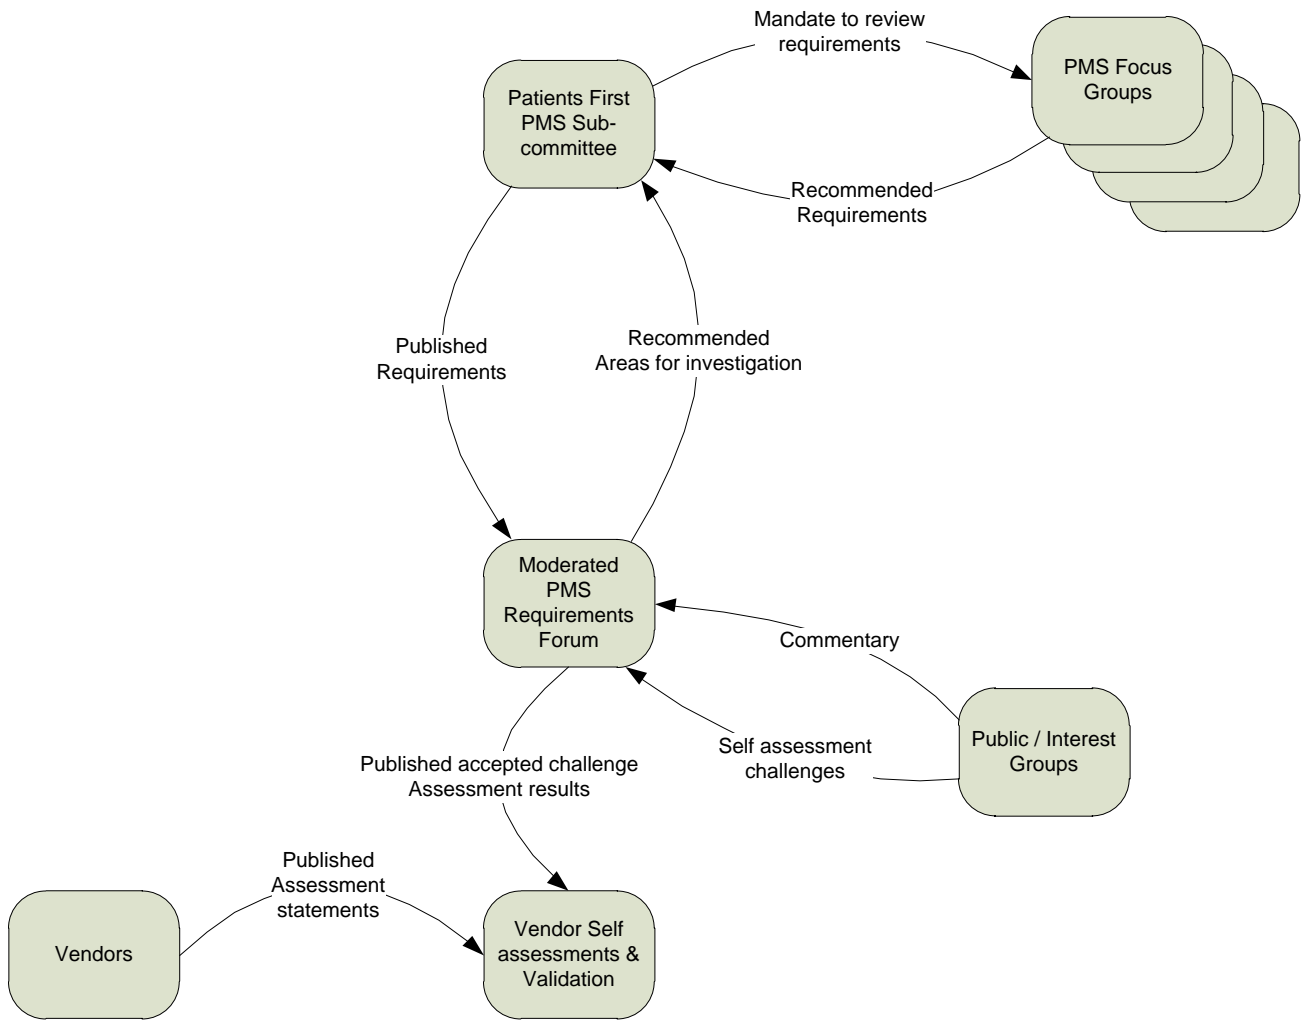 Mandate to review
requirements
PMS Focus
Groups
Patients First
PMS Sub-
committee
Recommended
Requirements
Published
Requirements
Recommended
Areas for investigation
Moderated
PMS
Requirements
Forum
Commentary
Public / Interest
Groups
Self assessment
challenges
Published accepted challenge
Assessment results
Published
Assessment
statements
Vendors
Vendor Self
assessments &
Validation